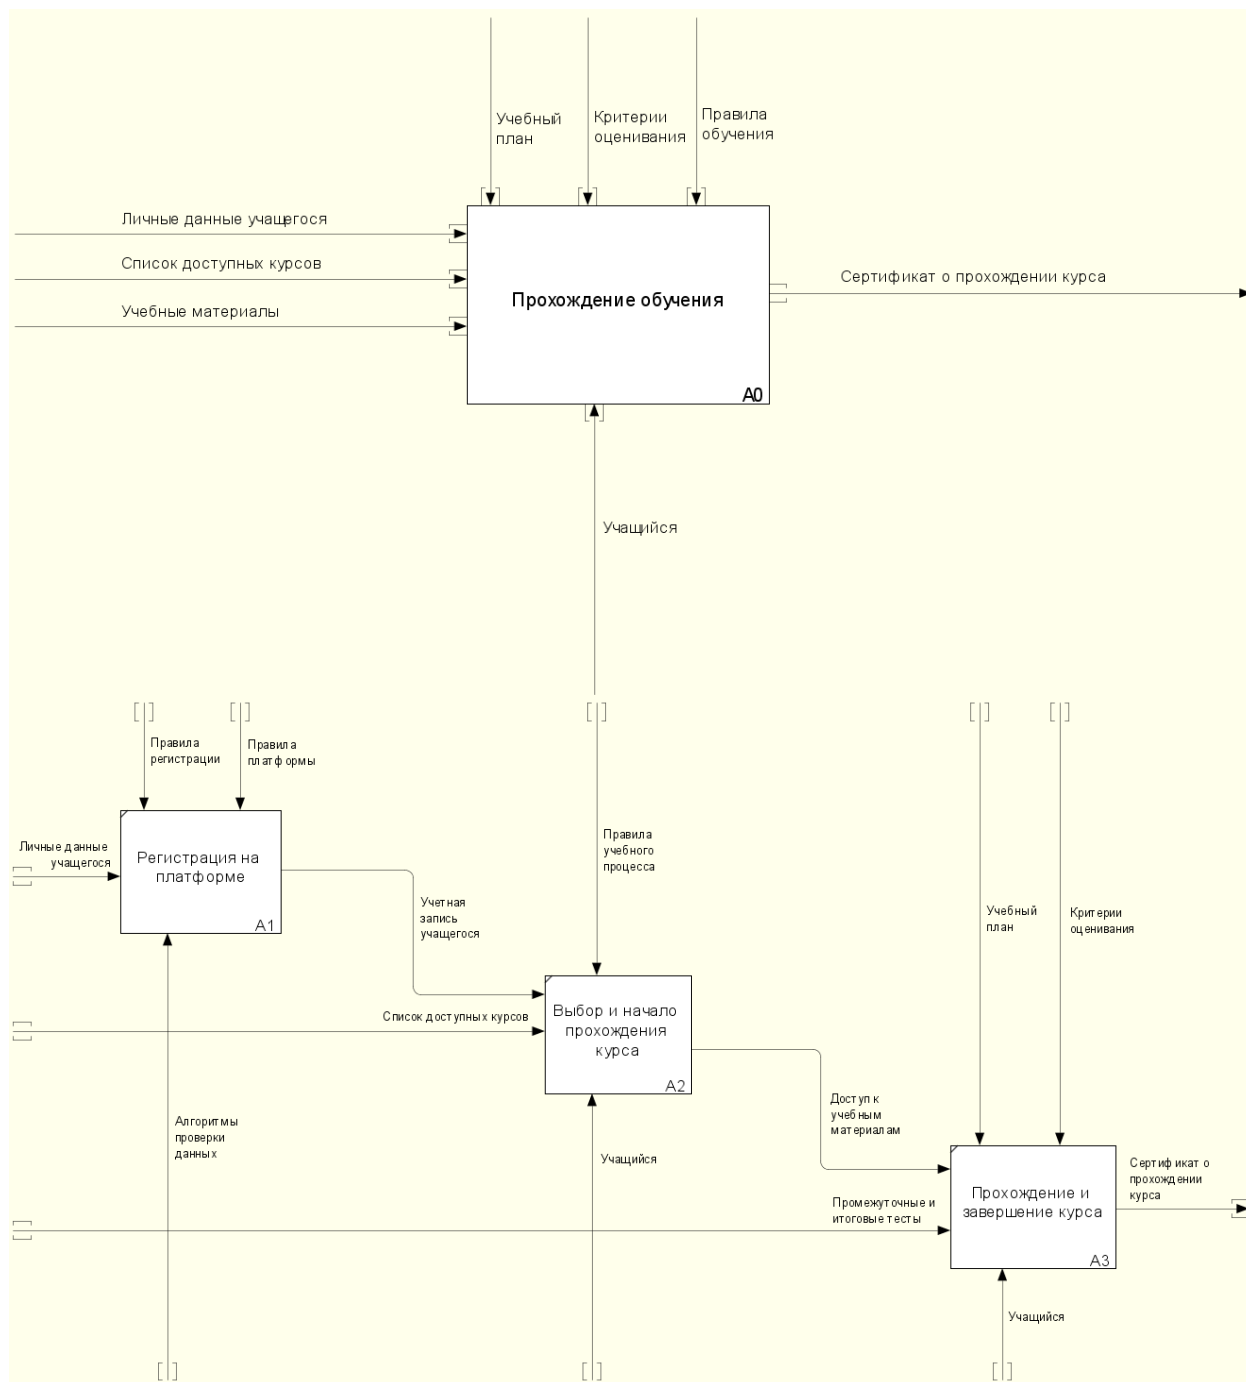 Учебный
план
Критерии
оценивания
Правила
обучения
Личные данные учащегося
Список доступных курсов
Учебные материалы
Прохождение обучения
A0
Сертификат о прохождении курса
Учащийся
Правила
регистрации
Правила
платформы
Личные данные
учащегося
Регистрация на
платформе
A1
Учетная
запись
учащегося
Правила
учебного
процесса
Список доступных курсов
Выбор и начало
прохождения
курса
A2
Учебный
план
Критерии
оценивания
Алгоритмы
проверки
данных
Учащийся
Доступ к
учебным
материалам
Промежуточные и
итоговые тесты
Прохождение и
завершение курса
A3
Сертификат о
прохождении
курса
Учащийся